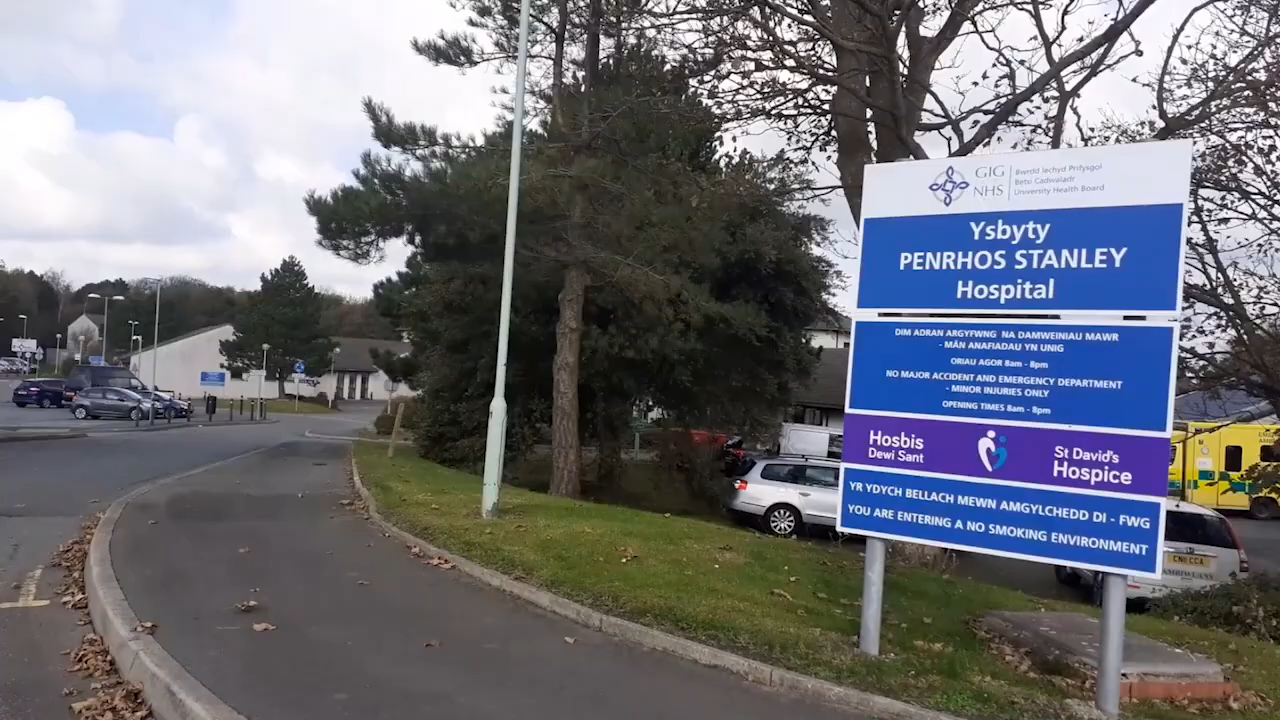 GIG
NHS
Bwrdd Iechyd Prifysgol
Betsi Cadwaladr
University Health Board
Ysbyty
PENRHOS STANLEY
Hospital
DIM ADRAN ARGYFWNG NA DAMWEINIAU MAWR
- MÂN ANAFIADAU YN UNIG
ORIAU AGOR 8am - 8pm
NO MAJOR ACCIDENT AND EMERGENCY DEPARTMENT
- MINOR INJURIES ONLY
OPENING TIMES 8am - 8pm
Hosbis
Dewi Sant
St David's
Hospice
YR YDYCH BELLACH MEWN AMGYLCHEDD DI - FWG
YOU ARE ENTERING A NO SMOKING ENVIRONMENT